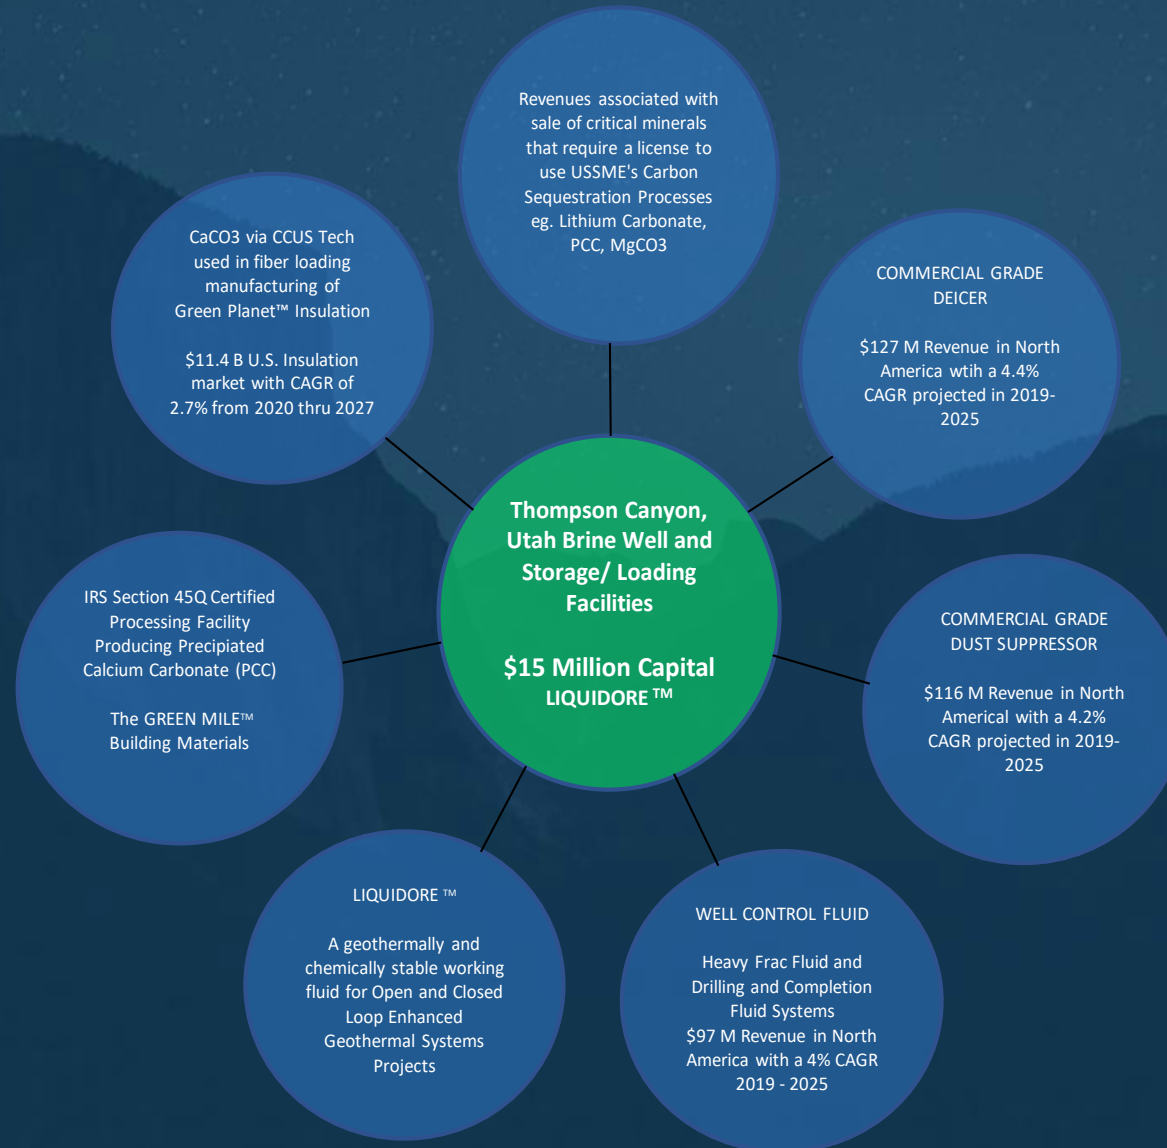 Revenues associated with
sale of critical minerals
that require a license to
use USSME's Carbon
Sequestration Processes
eg. Lithium Carbonate,
PCC, MgCO3
COMMERCIAL GRADE
DEICER
$127 M Revenue in North
America wtih a 4.4%
CAGR projected in 2019-
2025
COMMERCIAL GRADE
DUST SUPPRESSOR
$116 M Revenue in North
Americal with a 4.2%
CAGR projected in 2019-
2025
WELL CONTROL FLUID
Heavy Frac Fluid and
Drilling and Completion
Fluid Systems
$97 M Revenue in North
America with a 4% CAGR
2019 - 2025
LIQUIDORE ™
A geothermally and
chemically stable working
fluid for Open and Closed
Loop Enhanced
Geothermal Systems
Projects
IRS Section 45Q Certified
Processing Facility
Producing Precipiated
Calcium Carbonate (PCC)
The GREEN MILE™
Building Materials
CaCO3 via CCUS Tech
used in fiber loading
manufacturing of
Green Planet™ Insulation
$11.4 B U.S. Insulation
market with CAGR of
2.7% from 2020 thru 2027
Thompson Canyon,
Utah Brine Well and
Storage/ Loading
Facilities
$15 Million Capital
LIQUIDORE ™